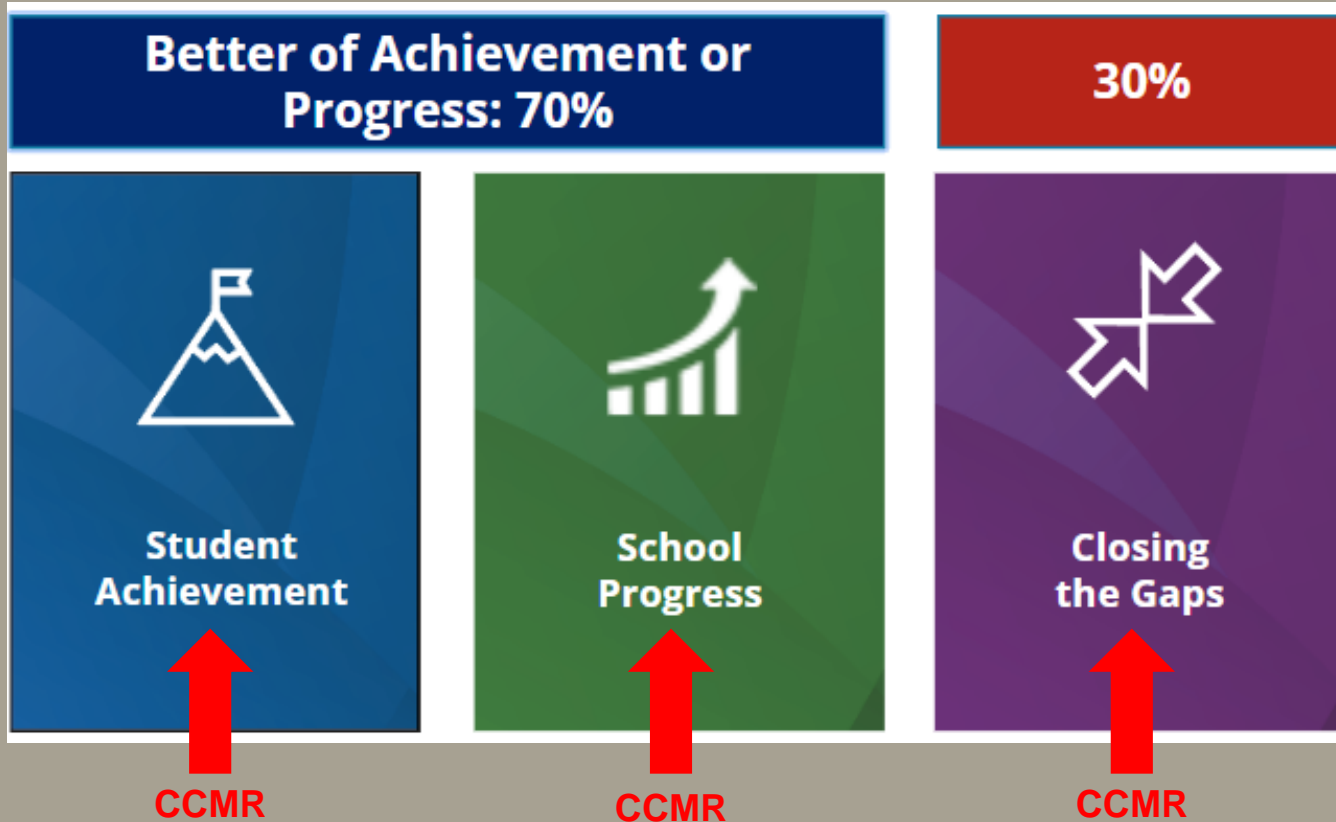 Better of Achievement or
Progress: 70%
30%
Student
Achievement
School
Progress
Closing
the Gaps
CCMR
CCMR
CCMR